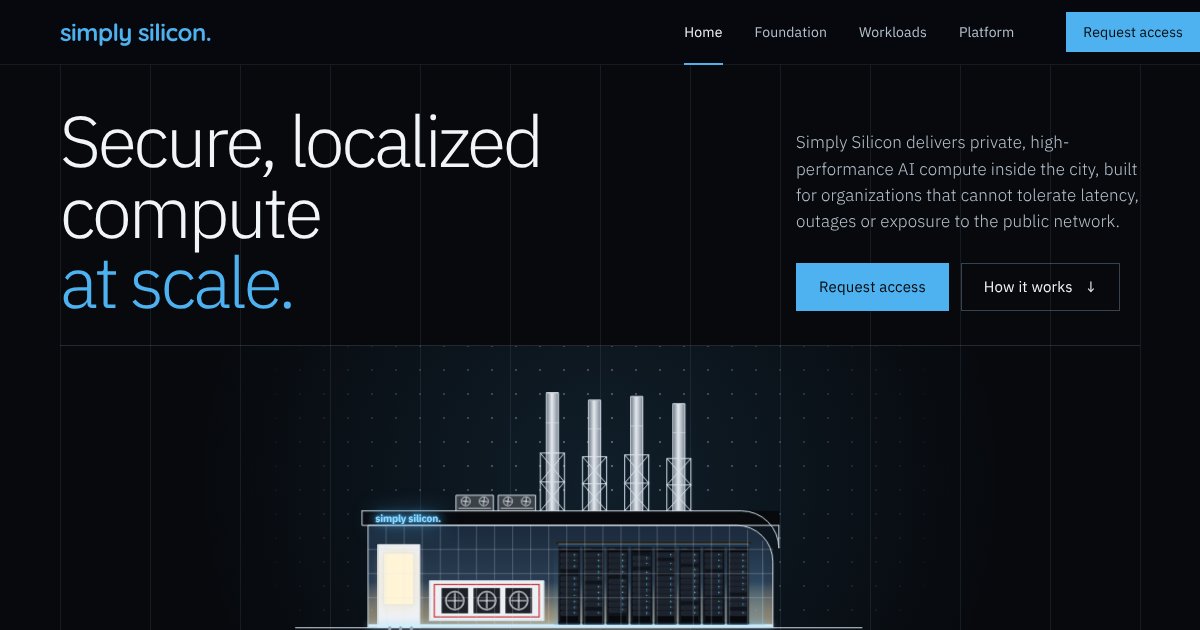 simply silicon.
Home
Foundation
Workloads
Platform
Request access
Secure, localized
compute
at scale.
Simply Silicon delivers private, high-
performance AI compute inside the city, built
for organizations that cannot tolerate latency,
outages or exposure to the public network.
Request access
How it works ↓
simply silicon.